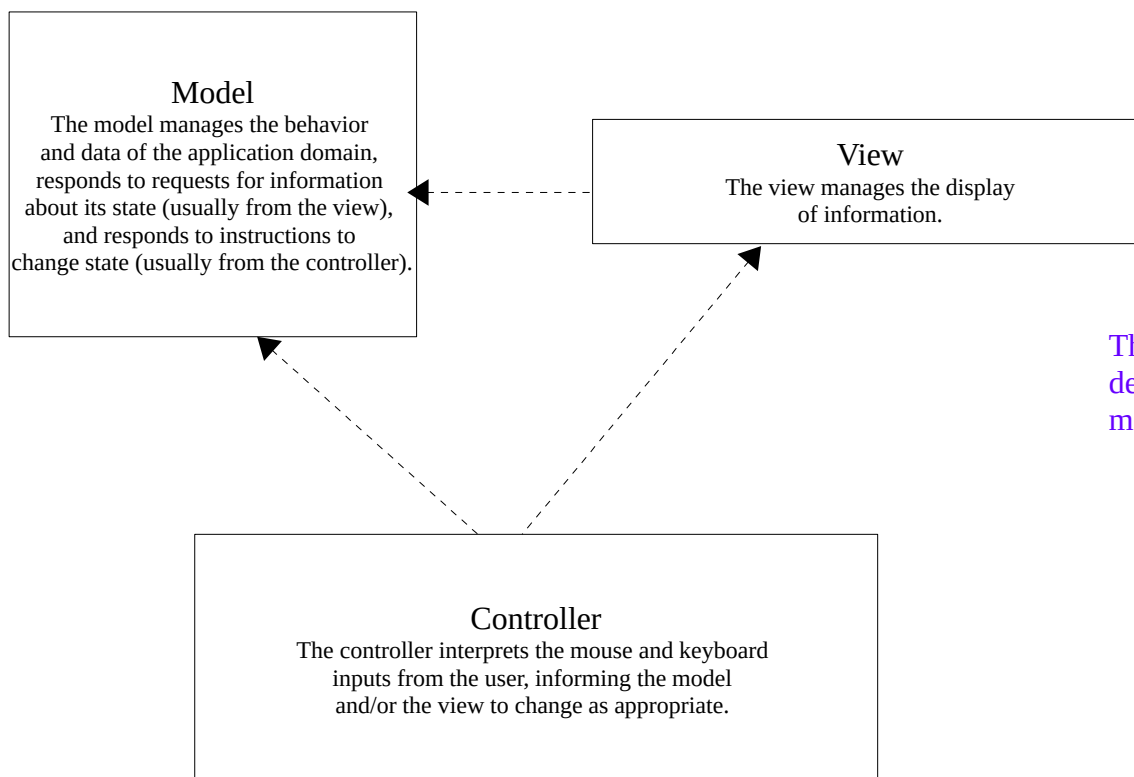 Model
The model manages the behavior
and data of the application domain,
responds to requests for information
about its state (usually from the view),
and responds to instructions to
change state (usually from the controller).
View
The view manages the display
of information.
Controller
The controller interprets the mouse and keyboard
inputs from the user, informing the model
and/or the view to change as appropriate.